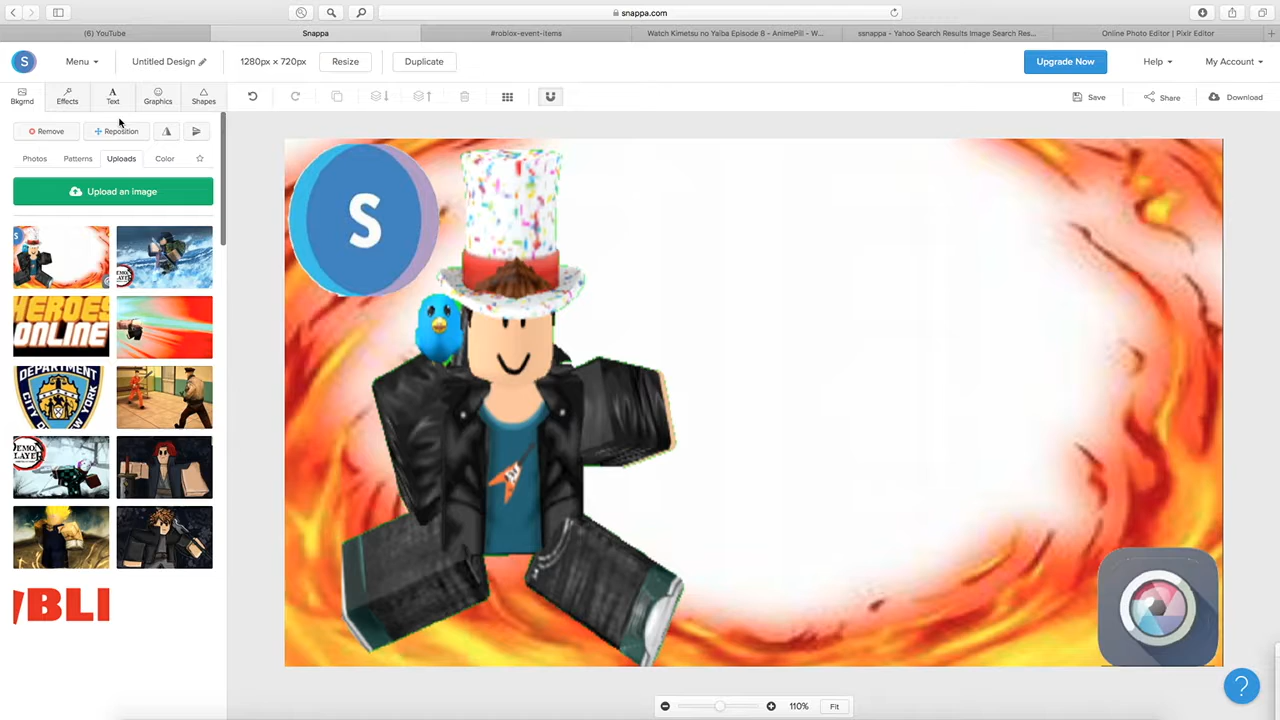 snappa.com
(6) YouTube
Snappa
#roblox-event-items
Watch Kimetsu no Yaiba Episode 8 - AnimePill - W...
ssnappa - Yahoo Search Results Image Search Res...
Online Photo Editor | Pixlr Editor
S
Menu
Untitled Design
1280px × 720px
Resize
Duplicate
Upgrade Now
Help
My Account
Bkgrnd
Effects
Text
Graphics
Shapes
Save
Share
Download
Remove
Reposition
Photos
Patterns
Uploads
Color
Upload an image
S
HEROES
ONLINE
DEPARTMENT
CITY OF NEW YORK
BLI
S
110%
Fit
?